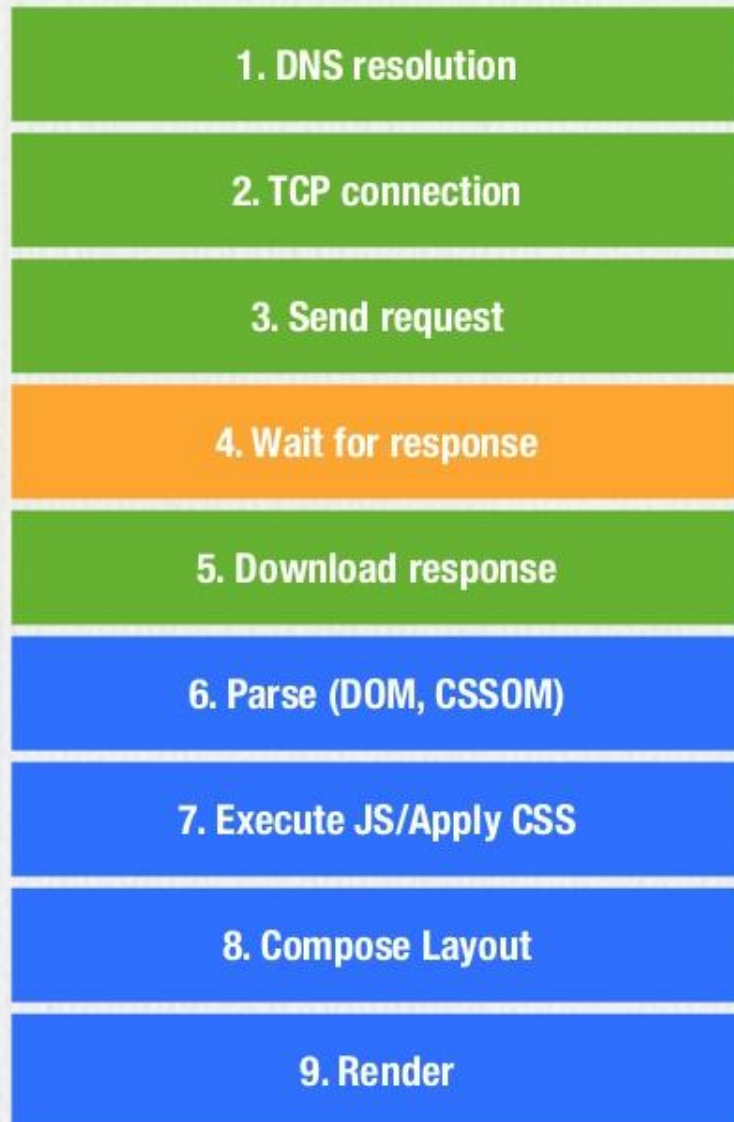 1. DNS resolution
2. TCP connection
3. Send request
4. Wait for response
5. Download response
6. Parse (DOM, CSSOM)
7. Execute JS/Apply CSS
8. Compose Layout
9. Render